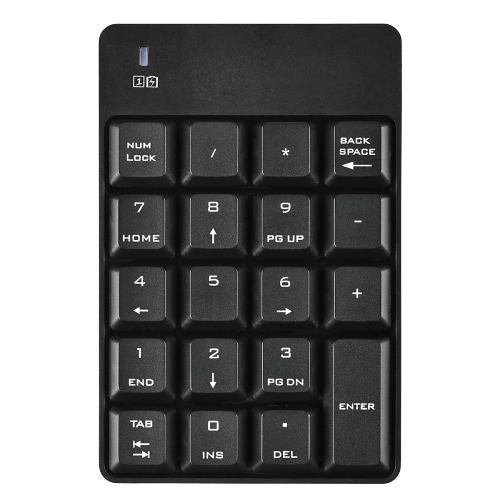 1
NUM
LOCK
/
*
BACK
SPACE
←
7
HOME
8
↑
9
PG UP
-
4
←
5
6
→
+
1
END
2
↓
3
PG DN
ENTER
TAB
0
INS
.
DEL